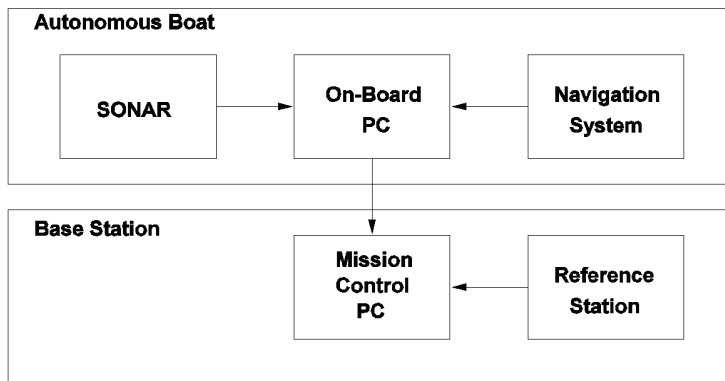 Autonomous Boat
SONAR
On-Board
PC
Navigation
System
Base Station
Mission
Control
PC
Reference
Station